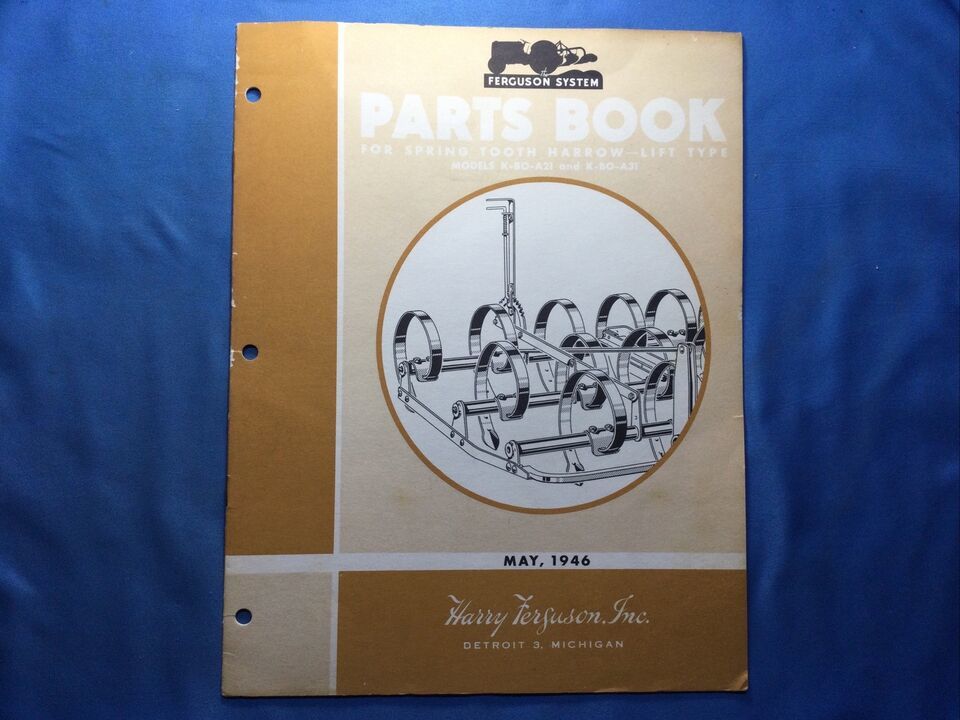 the
FERGUSON SYSTEM
PARTS BOOK
FOR SPRING TOOTH HARROW—LIFT TYPE
MODELS K-BO-A21 and K-BO-A31
MAY, 1946
Harry Ferguson, Inc.
DETROIT 3, MICHIGAN